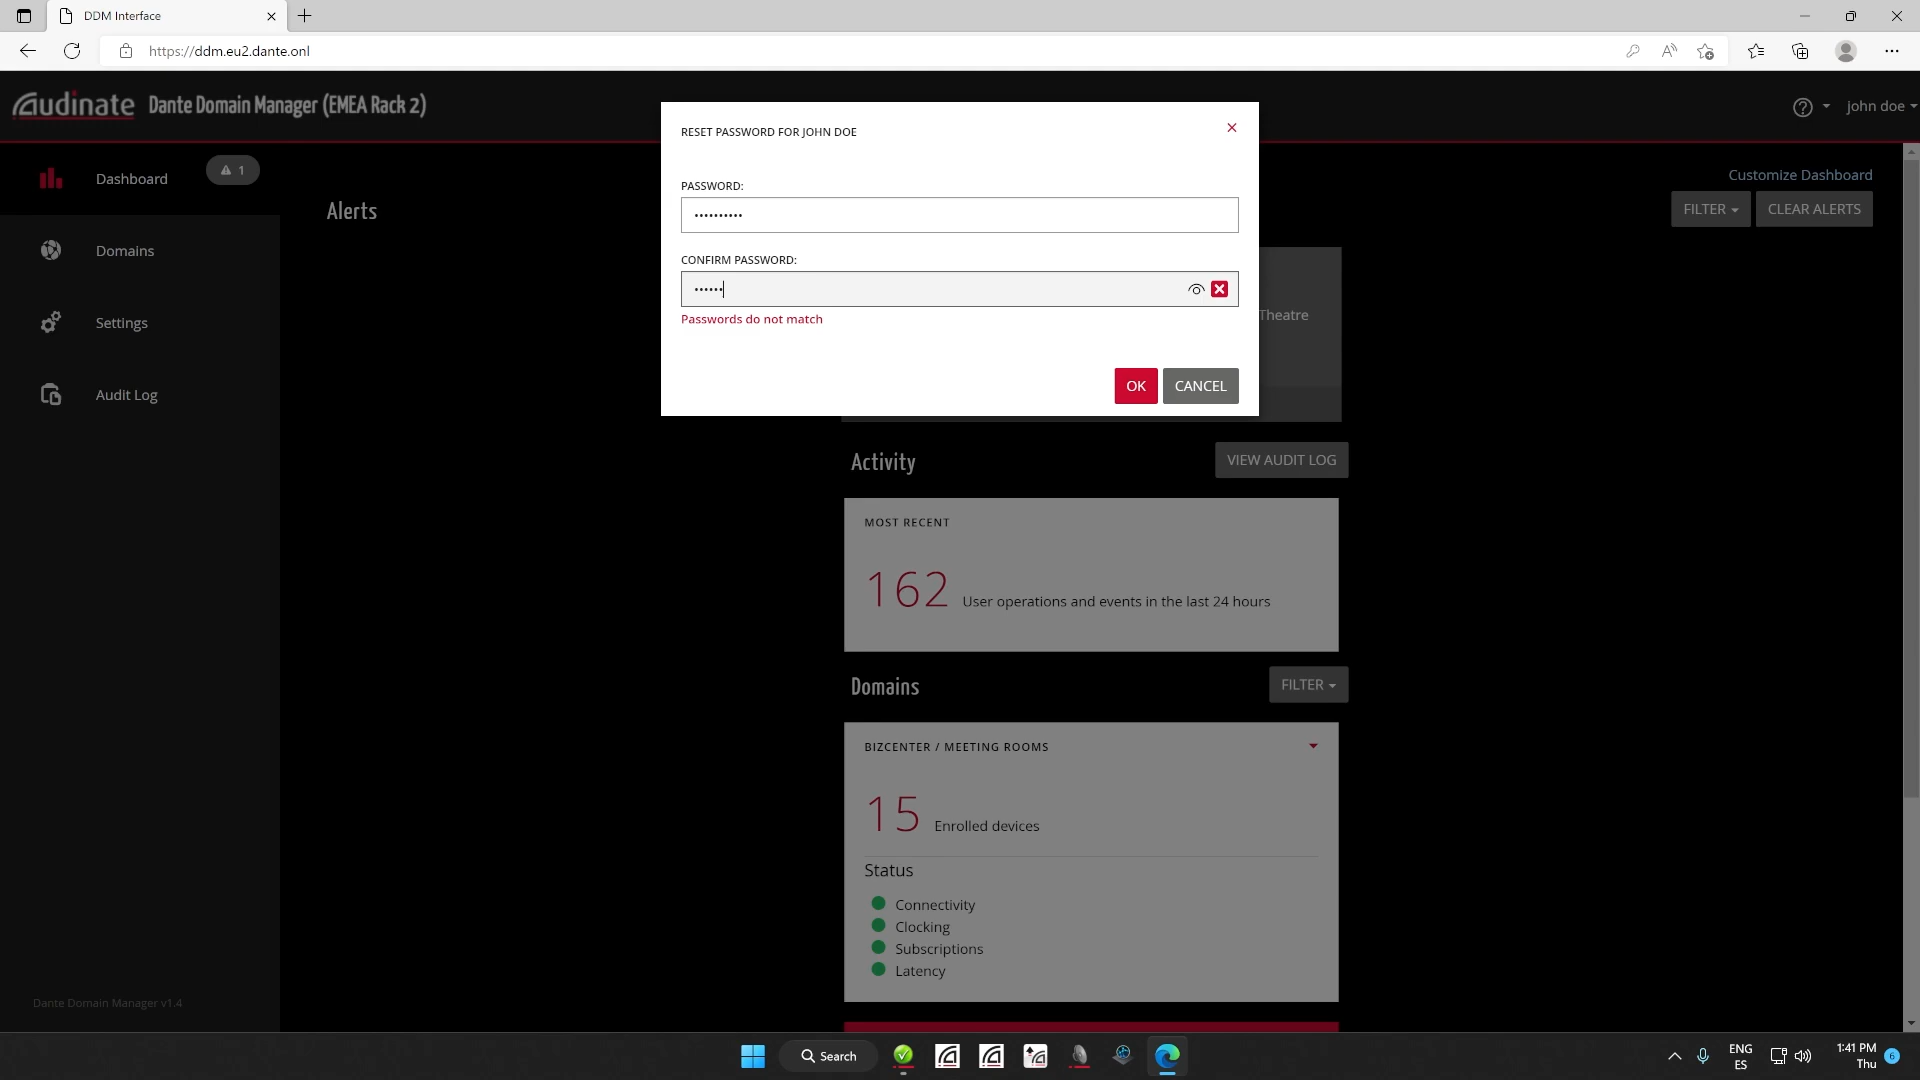 DDM Interface
https://ddm.eu2.dante.onl
Audinate Dante Domain Manager (EMEA Rack 2)
john doe
RESET PASSWORD FOR JOHN DOE
Dashboard
1
Customize Dashboard
PASSWORD:
••••••••••
Alerts
FILTER
CLEAR ALERTS
Domains
CONFIRM PASSWORD:
••••••
Passwords do not match
Theatre
Settings
OK
CANCEL
Audit Log
Activity
VIEW AUDIT LOG
MOST RECENT
162 User operations and events in the last 24 hours
Domains
FILTER
BIZCENTER / MEETING ROOMS
15 Enrolled devices
Status
Connectivity
Clocking
Subscriptions
Latency
Dante Domain Manager v1.4
Search
ENG
ES
1:41 PM
Thu
6